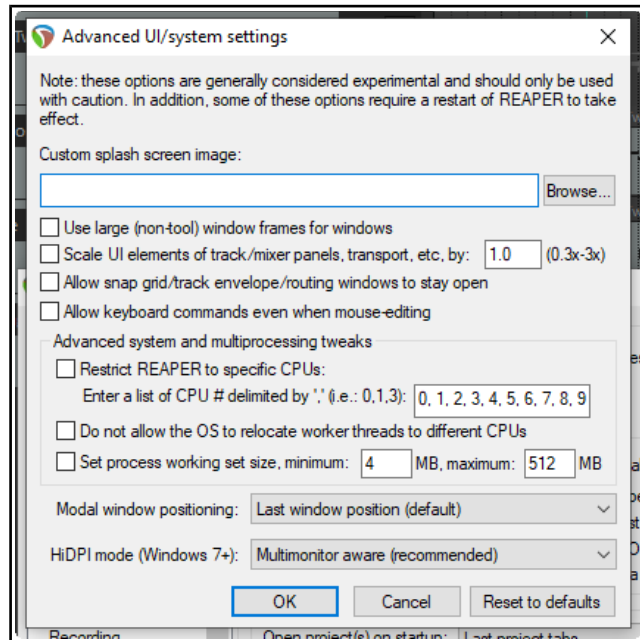 Advanced UI/system settings
Note: these options are generally considered experimental and should only be used
with caution. In addition, some of these options require a restart of REAPER to take
effect.
Custom splash screen image:
Browse...
Use large (non-tool) window frames for windows
Scale UI elements of track/mixer panels, transport, etc, by: 1.0 (0.3x-3x)
Allow snap grid/track envelope/routing windows to stay open
Allow keyboard commands even when mouse-editing
Advanced system and multiprocessing tweaks
Restrict REAPER to specific CPUs:
Enter a list of CPU # delimited by ',' (i.e.: 0,1,3): 0, 1, 2, 3, 4, 5, 6, 7, 8, 9
Do not allow the OS to relocate worker threads to different CPUs
Set process working set size, minimum: 4 MB, maximum: 512 MB
Modal window positioning: Last window position (default)
HiDPI mode (Windows 7+): Multimonitor aware (recommended)
OK Cancel Reset to defaults
Recording Open project(s) on startup: Last project tabs